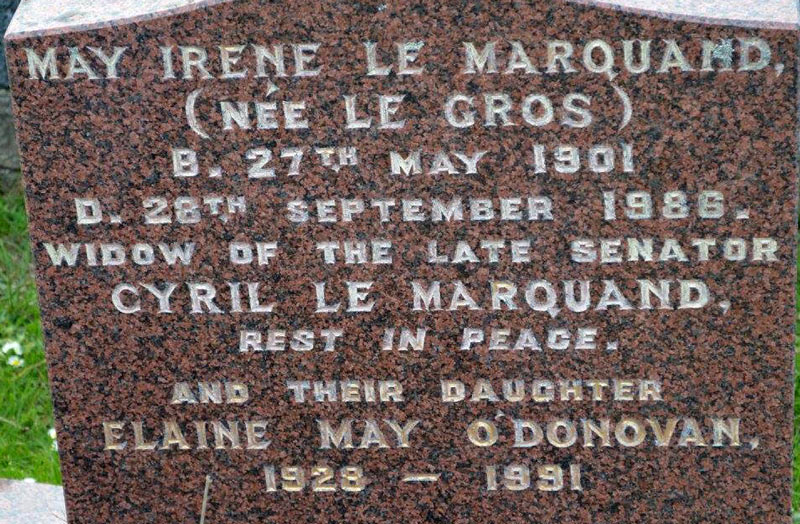 MAY IRENE LE MARQUAND,
(NÉE LE GROS)
B. 27TH MAY 1901
D. 28TH SEPTEMBER 1986.
WIDOW OF THE LATE SENATOR
CYRIL LE MARQUAND,
REST IN PEACE.
AND THEIR DAUGHTER
ELAINE MAY O'DONOVAN,
1928 – 1991